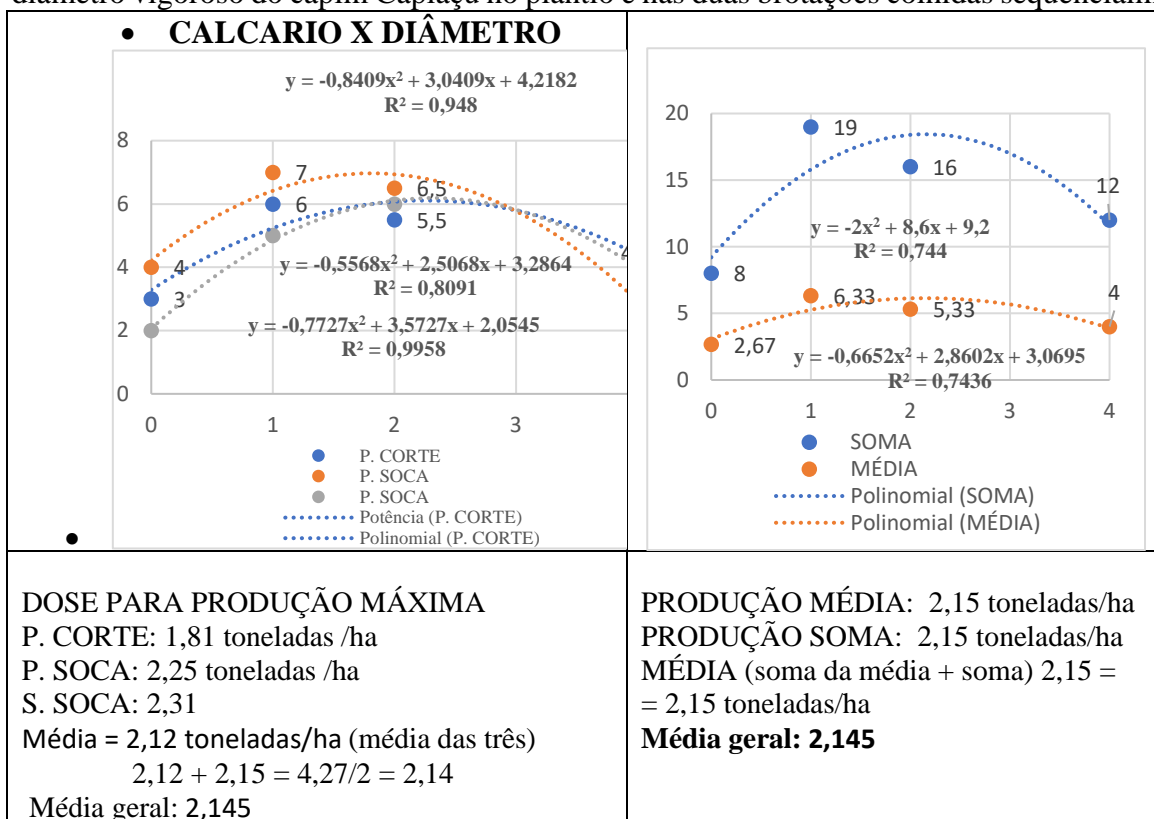 diâmetro vigoroso do capim Capiaçu no plantio e nas duas brotações colhidas
• CALCARIO X DIÂMETRO
y = -0,8409x² + 3,0409x + 4,2182
R² = 0,948
8
6
4
2
0
7
6,5
6
5,5
4
3
4
y = -0,5568x² + 2,5068x + 3,2864
R² = 0,8091
y = -0,7727x² + 3,5727x + 2,0545
R² = 0,9958
0 1 2 3
P. CORTE
P. SOCA
P. SOCA
Potência (P. CORTE)
Polinomial (P. CORTE)
•
20
15
10
5
0
19
16
12
8
y = -2x² + 8,6x + 9,2
R² = 0,744
6,33
5,33
4
2,67
y = -0,6652x² + 2,8602x + 3,0695
R² = 0,7436
0 1 2 3 4
SOMA
MÉDIA
Polinomial (SOMA)
Polinomial (MÉDIA)
DOSE PARA PRODUÇÃO MÁXIMA
P. CORTE: 1,81 toneladas /ha
P. SOCA: 2,25 toneladas /ha
S. SOCA: 2,31
Média = 2,12 toneladas/ha (média das três)
2,12 + 2,15 = 4,27/2 = 2,14
Média geral: 2,145
PRODUÇÃO MÉDIA: 2,15 toneladas/ha
PRODUÇÃO SOMA: 2,15 toneladas/ha
MÉDIA (soma da média + soma) 2,15 =
= 2,15 toneladas/ha
Média geral: 2,145